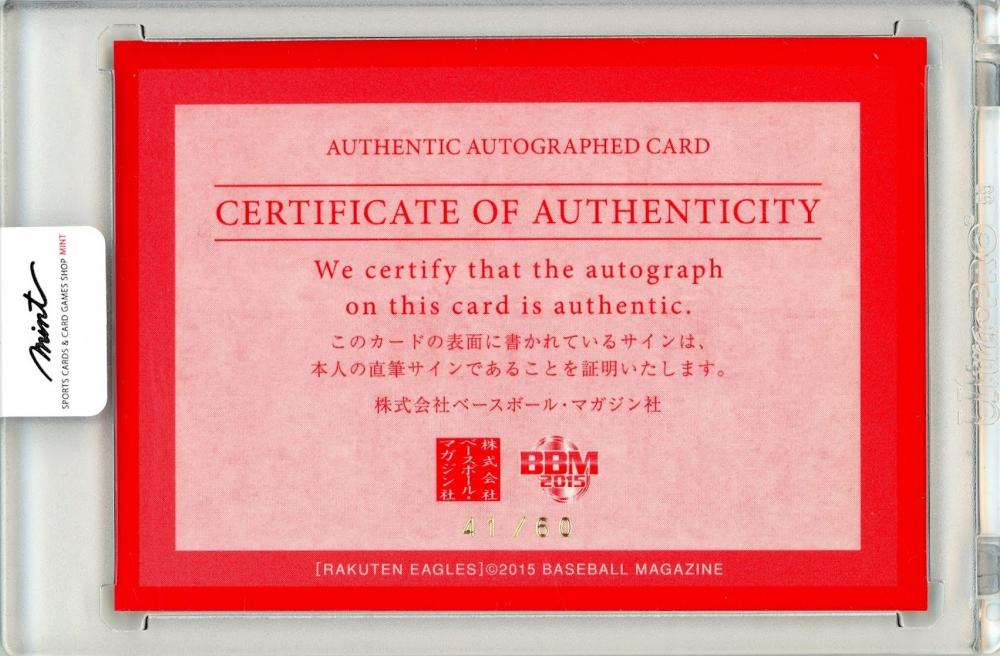 AUTHENTIC AUTOGRAPHED CARD
CERTIFICATE OF AUTHENTICITY
We certify that the autograph
on this card is authentic.
このカードの表面に書かれているサインは、
本人の直筆サインであることを証明いたします。
株式会社ベースボール・マガジン社
株式会社
ベースボール・
マガジン社
BBM
2015
41/60
[RAKUTEN EAGLES]©2015 BASEBALL MAGAZINE
mint
SPORTS CARDS & CARD GAMES SHOP MINT